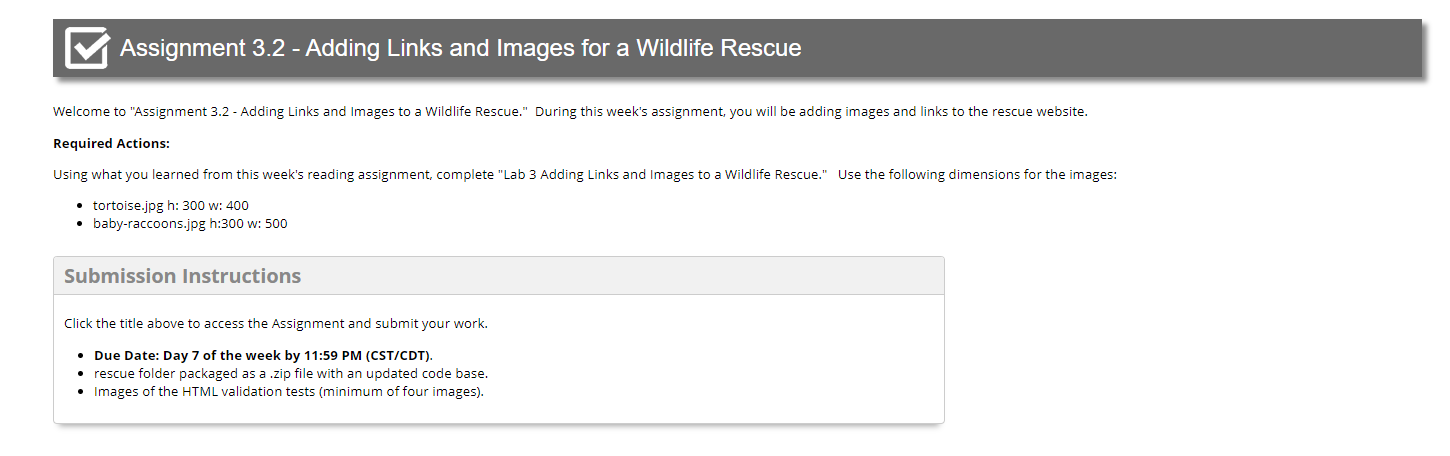 Assignment 3.2 - Adding Links and Images for a Wildlife Rescue
Welcome to "Assignment 3.2 - Adding Links and Images to a Wildlife Rescue."  During this week's assignment, you will be adding images and links to the rescue website.
Required Actions:
Using what you learned from this week's reading assignment, complete "Lab 3 Adding Links and Images to a Wildlife Rescue."   Use the following dimensions for the images:
• tortoise.jpg h: 300 w: 400
• baby-raccoons.jpg h:300 w: 500
Submission Instructions
Click the title above to access the Assignment and submit your work.
• Due Date: Day 7 of the week by 11:59 PM (CST/CDT).
• rescue folder packaged as a .zip file with an updated code base.
• Images of the HTML validation tests (minimum of four images).